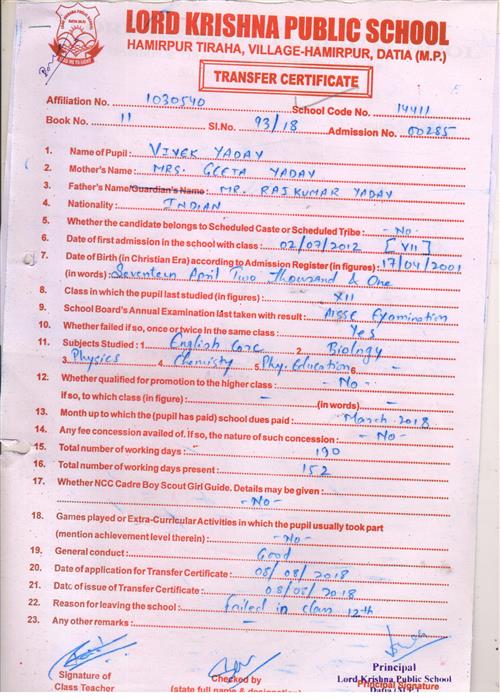 LORD KRISHNA PUBLIC SCHOOL
HAMIRPUR TIRAHA, VILLAGE-HAMIRPUR, DATIA (M.P.)
TRANSFER CERTIFICATE
Affiliation No. 1030540 School Code No. 14411
Book No. 11 Sl.No. 93/18 Admission No. 00285
1. Name of Pupil : VIVEK YADAV
2. Mother's Name : MRS. GEETA YADAV
3. Father's Name/Guardian's Name : MR. RAJKUMAR YADAV
4. Nationality : INDIAN
5. Whether the candidate belongs to Scheduled Caste or Scheduled Tribe : - No -
6. Date of first admission in the school with class : 02/07/2012 [VII]
7. Date of Birth (in Christian Era) according to Admission Register (in figures) : 17/04/2001
(in words) : Seventeen April Two Thousand & One
8. Class in which the pupil last studied (in figures) : XII
9. School Board's Annual Examination last taken with result : AISSC Examination
10. Whether failed if so, once or twice in the same class : Yes
11. Subjects Studied : 1. English Core 2. Biology
3. Physics 4. Chemistry 5. Phy. Education 6. -
12. Whether qualified for promotion to the higher class : - No -
If so, to which class (in figure) : - (in words) -
13. Month up to which the (pupil has paid) school dues paid : March 2018
14. Any fee concession availed of. if so, the nature of such concession : - No -
15. Total number of working days : 190
16. Total number of working days present : 152
17. Whether NCC Cadre Boy Scout Girl Guide. Details may be given :
- No -
18. Games played or Extra-Curricular Activities in which the pupil usually took part
(mention achievement level therein) : - No -
19. General conduct : Good
20. Date of application for Transfer Certificate : 08/08/2018
21. Date of issue of Transfer Certificate : 08/08/2018
22. Reason for leaving the school : Failed in class 12th
23. Any other remarks : -
Signature of
Class Teacher
Checked by
(state full name & designation)
Principal
Lord Krishna Public School
Principal Signature